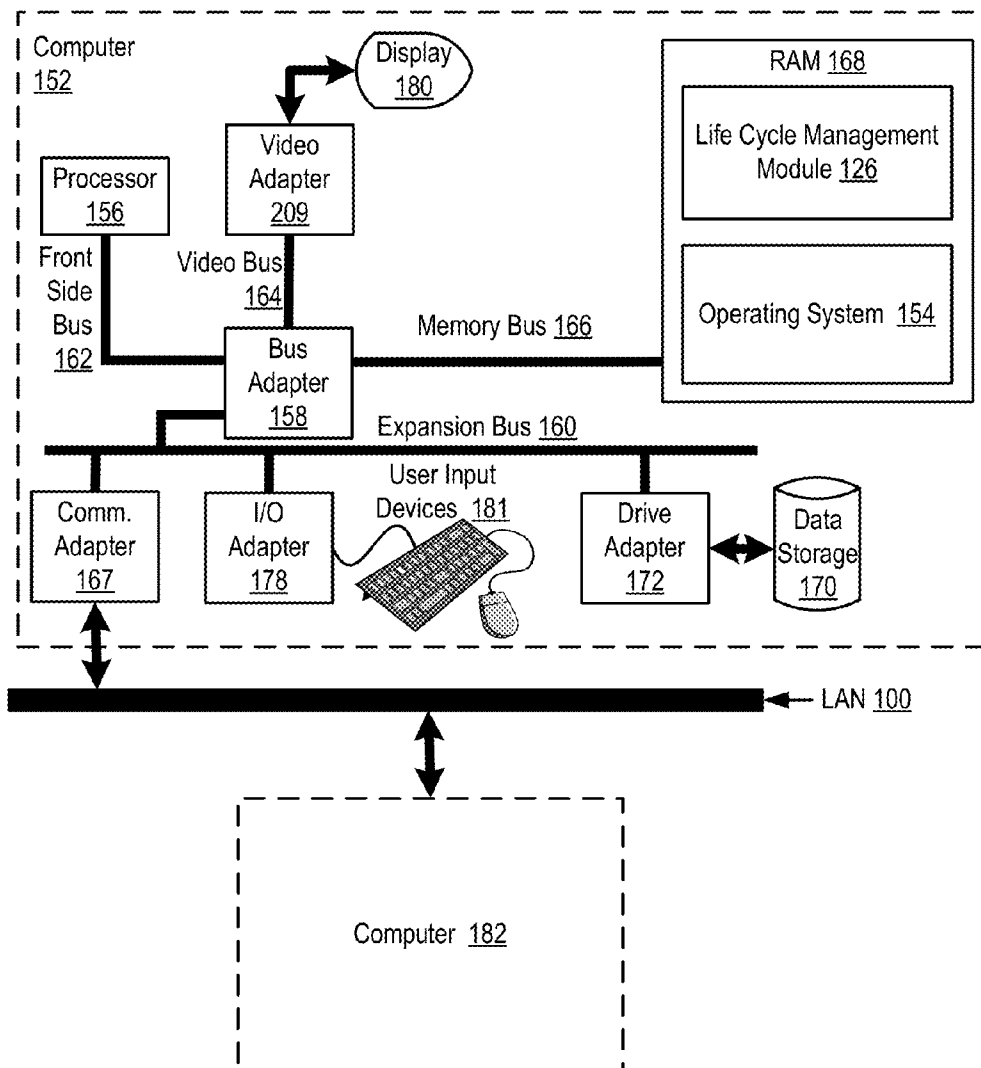 Computer
152
Display
180
RAM 168
Life Cycle Management
Module 126
Video
Adapter
209
Processor
156
Front
Side
Bus
162
Video Bus
164
Operating System 154
Memory Bus 166
Bus
Adapter
158
Expansion Bus 160
User Input
Devices 181
Comm.
Adapter
167
I/O
Adapter
178
Drive
Adapter
172
Data
Storage
170
LAN 100
Computer 182